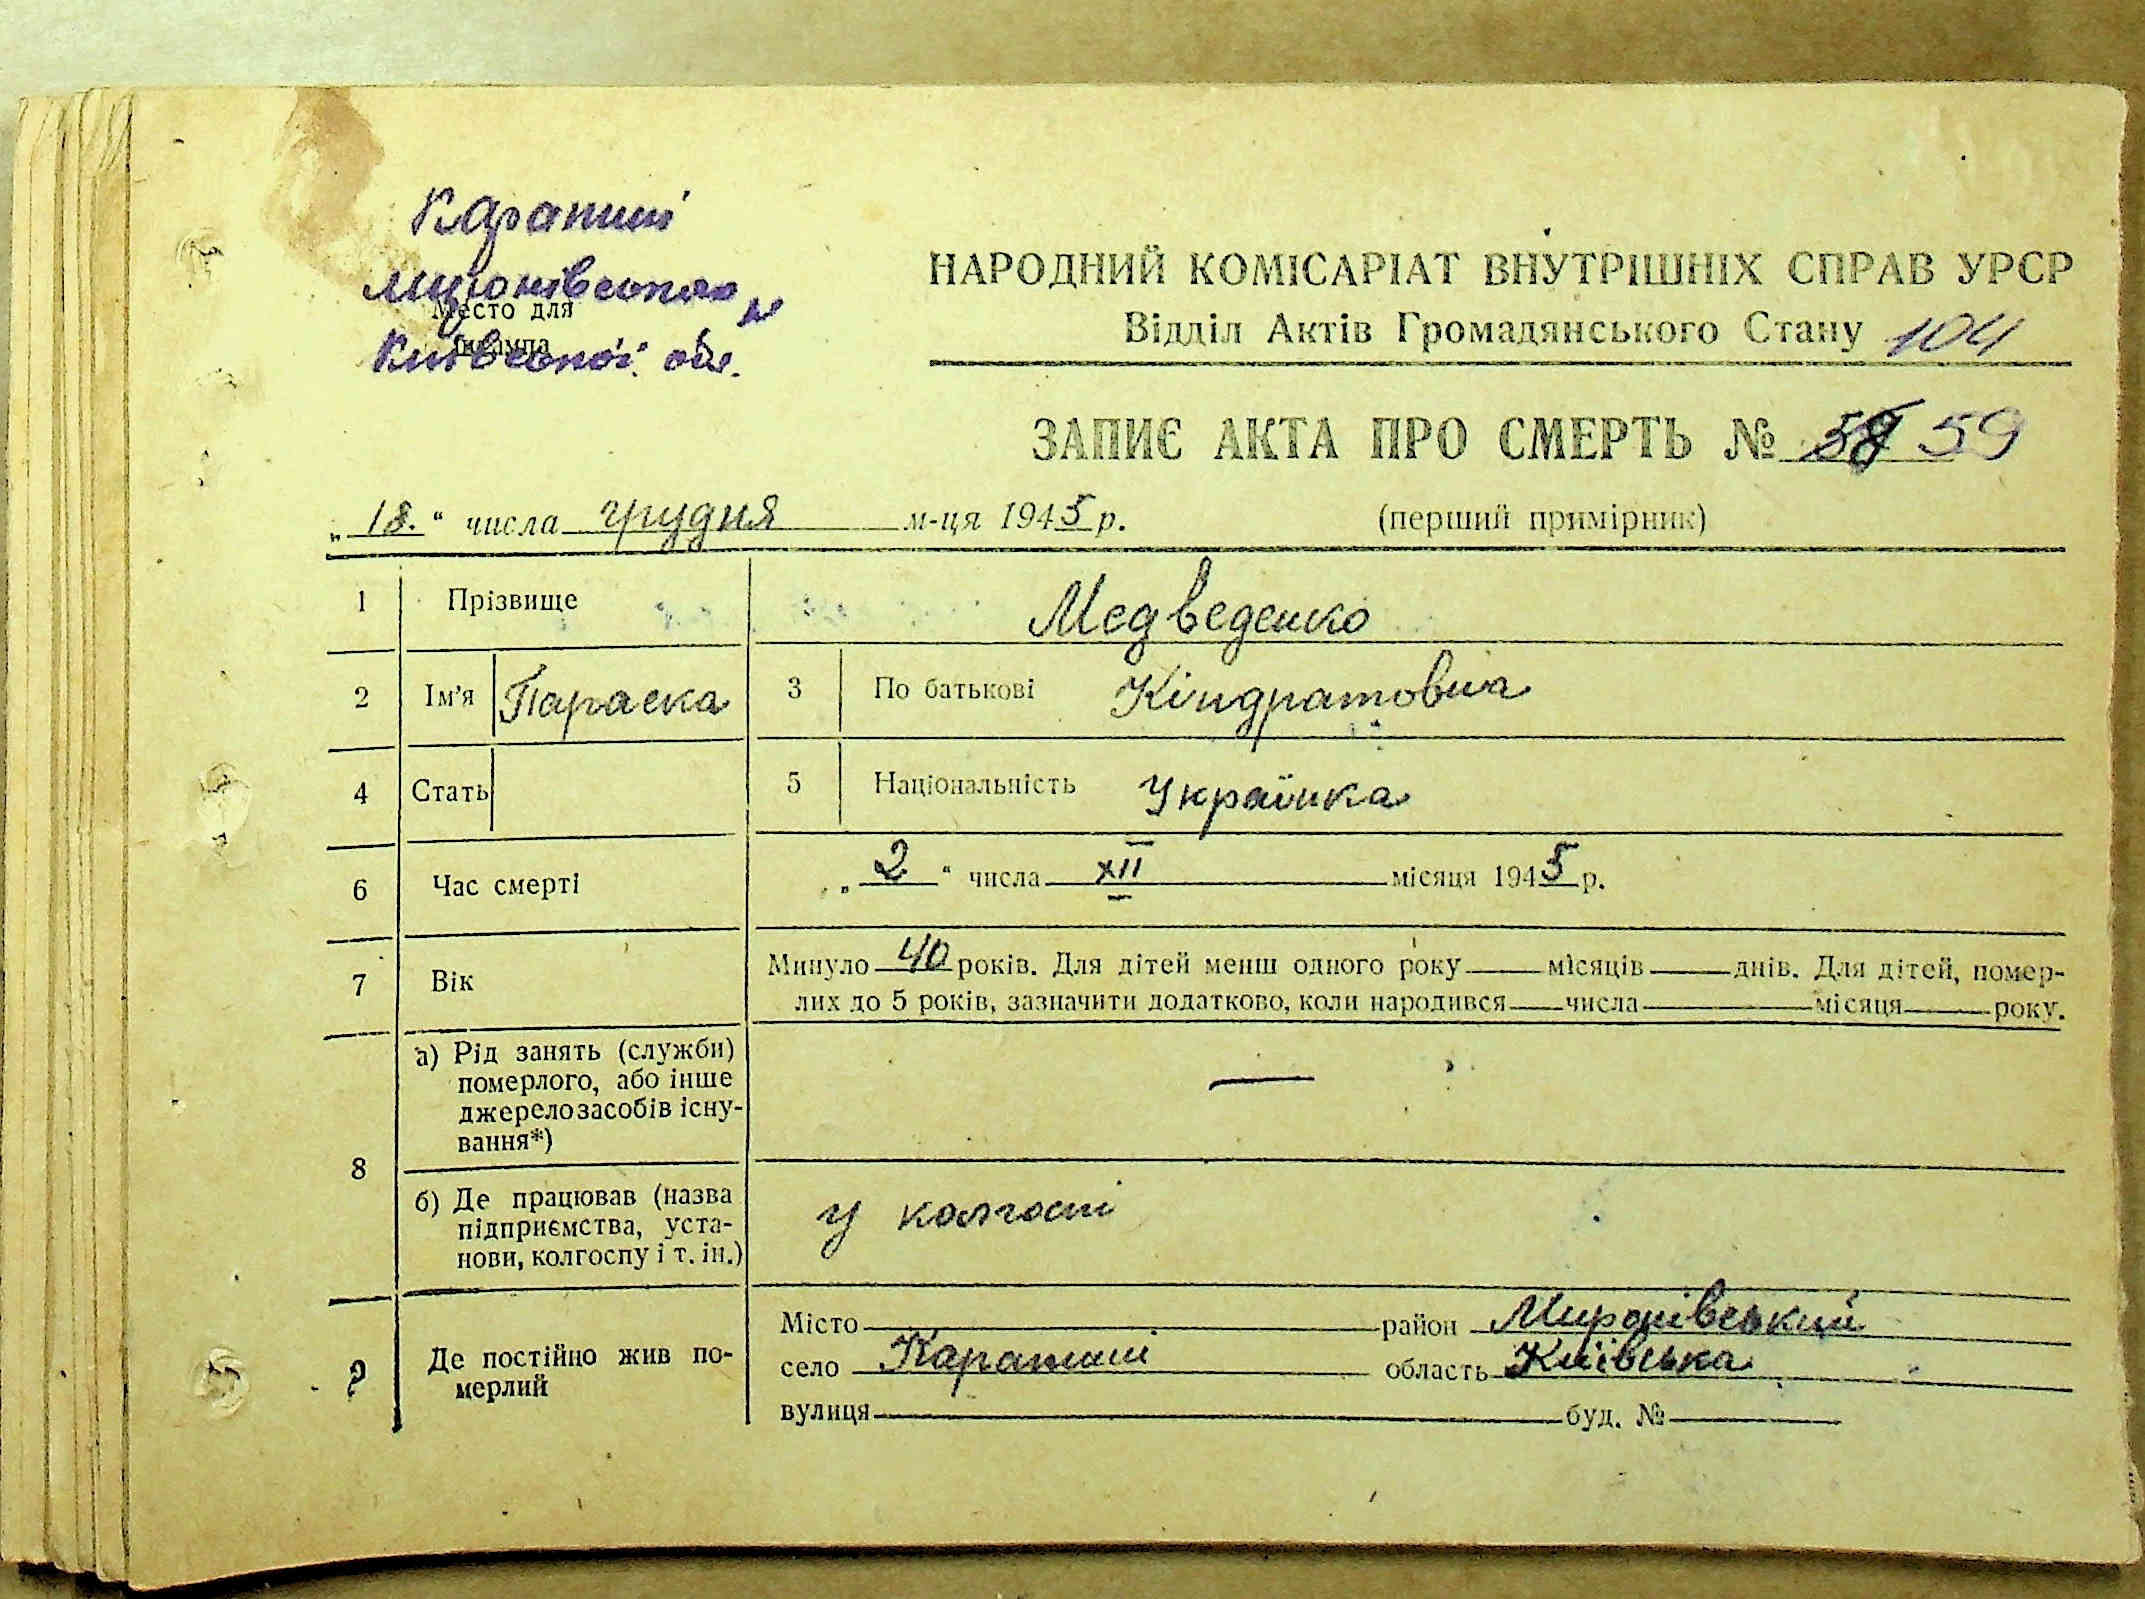 Карапиші
Миронівського р
Место для
Київської обл.
штампа
НАРОДНИЙ КОМІСАРІАТ ВНУТРІШНІХ СПРАВ УРСР
Відділ Актів Громадянського Стану 104
ЗАПИС АКТА ПРО СМЕРТЬ № 58 59
„18.“ числа грудня м-ця 1945 р. (перший примірник)
1 Прізвище Медведенко
2 Ім'я Параска 3 По батькові Кіндратовна
4 Стать 5 Національність Українка
6 Час смерті „2“ числа XII місяця 1945 р.
7 Вік Минуло 40 років. Для дітей менш одного року місяців днів. Для дітей, помер-
лих до 5 років, зазначити додатково, коли народився числа місяця року.
8 а) Рід занять (служби)
померлого, або інше
джерело засобів існу-
вання*) —
б) Де працював (назва
підприємства, уста-
нови, колгоспу і т. ін.) у колгоспі
9 Де постійно жив по-
мерлий
Місто район Миронівський
село Карапиші область Київська
вулиця буд. №